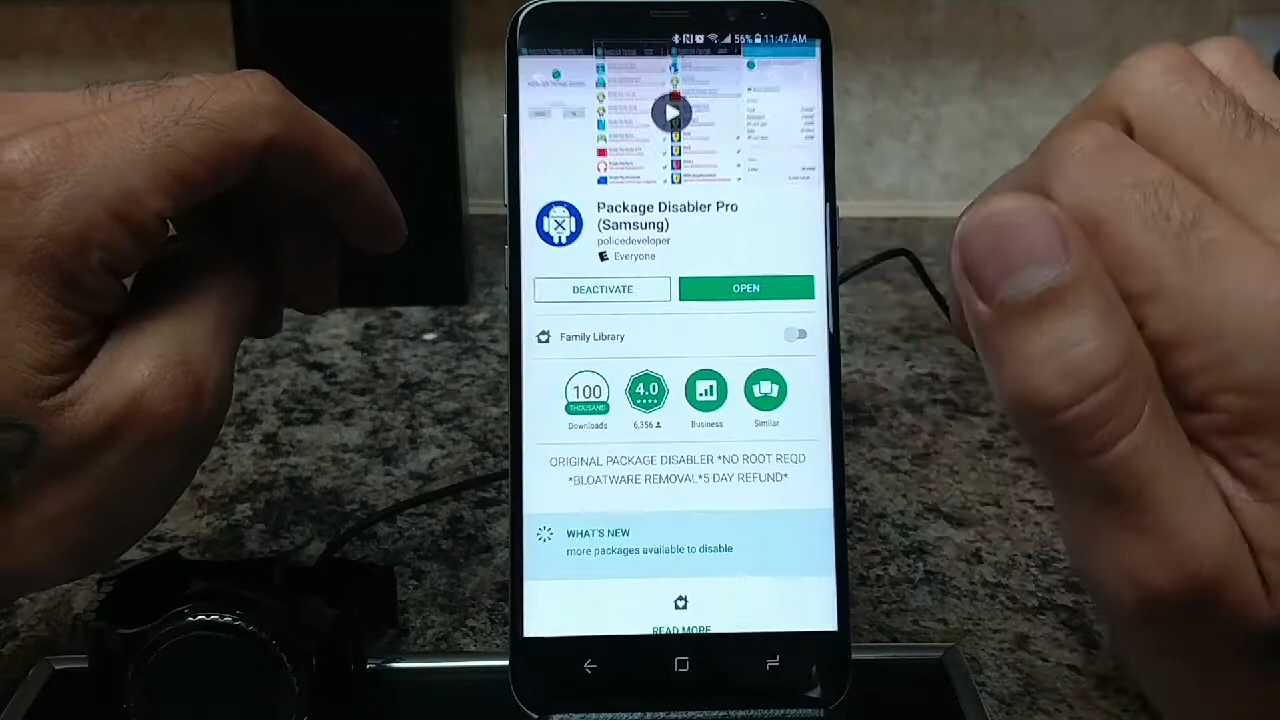 56% 11:47 AM
Package Disabler Pro
(Samsung)
policedeveloper
E Everyone
DEACTIVATE
OPEN
Family Library
100
THOUSAND
Downloads
4.0
6,356
Business
Similar
ORIGINAL PACKAGE DISABLER *NO ROOT REQD
*BLOATWARE REMOVAL*5 DAY REFUND*
WHAT'S NEW
more packages available to disable
READ MORE